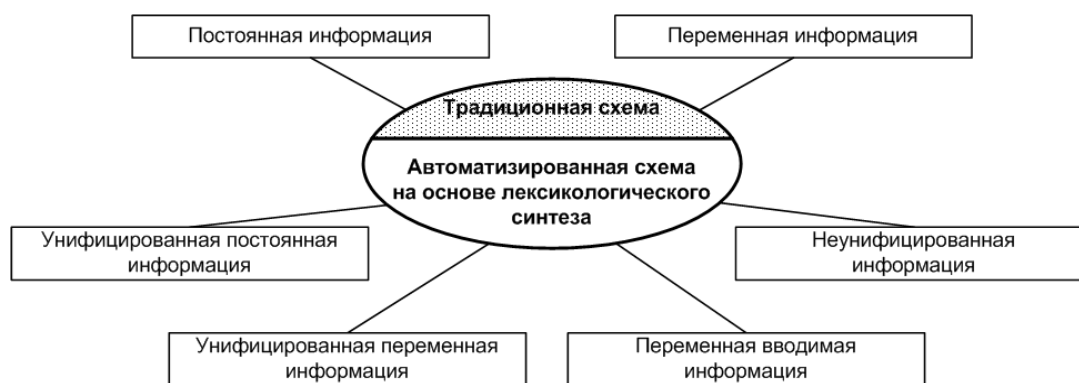 Постоянная информация
Переменная информация
Традиционная схема
Автоматизированная схема
на основе лексикологического
синтеза
Унифицированная постоянная
информация
Неунифицированная
информация
Унифицированная переменная
информация
Переменная вводимая
информация